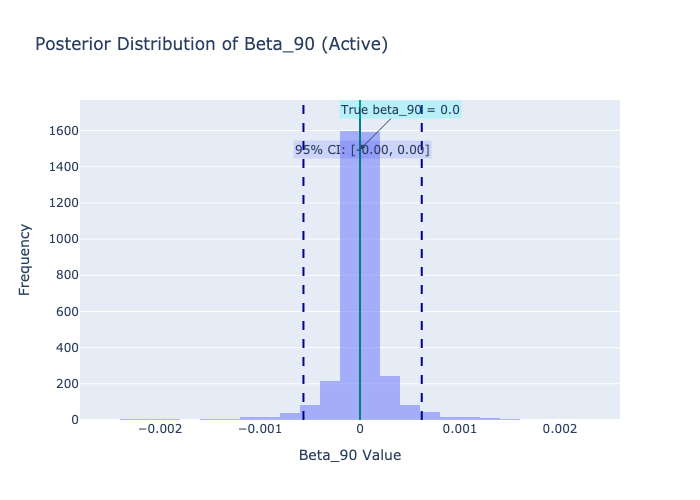 Posterior Distribution of Beta_90 (Active)
True beta_90 = 0.0
95% CI: [-0.00, 0.00]
1600
1400
1200
1000
800
600
400
200
0
Frequency
−0.002
−0.001
0
0.001
0.002
Beta_90 Value